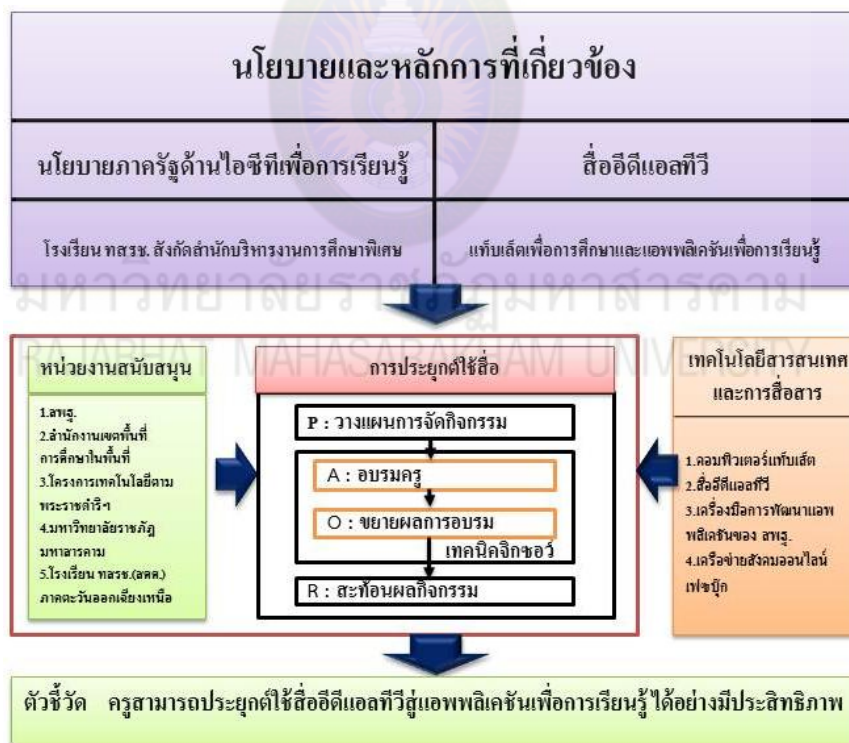 นโยบายและหลักการที่เกี่ยวข้อง
นโยบายภาครัฐด้านไอซีทีเพื่อการเรียนรู้
สื่ออีดีแอลทีวี
โรงเรียน ทสรช. สังกัดสำนักบริหารงานการศึกษาพิเศษ
แท็บเล็ตเพื่อการศึกษาและแอพพลิเคชันเพื่อการเรียนรู้
มหาวิทยาลัยราชภัฏมหาสารคาม
RAJABHAT MAHASARAKHAM UNIVERSITY
หน่วยงานสนับสนุน
1.สพฐ.
2.สำนักงานเขตพื้นที่
การศึกษาในพื้นที่
3.โครงการเทคโนโลยีตาม
พระราชดำริฯ
4.มหาวิทยาลัยราชภัฏ
มหาสารคาม
5.โรงเรียน ทสรช.(สศศ.)
ภาคตะวันออกเฉียงเหนือ
การประยุกต์ใช้สื่อ
P : วางแผนการจัดกิจกรรม
A : อบรมครู
O : ขยายผลการอบรม
เทคนิคจิกซอว์
R : สะท้อนผลกิจกรรม
เทคโนโลยีสารสนเทศ
และการสื่อสาร
1.คอมพิวเตอร์แท็บเล็ต
2.สื่ออีดีแอลทีวี
3.เครื่องมือการพัฒนาแอพ
พลิเคชันของ สพฐ.
4.เครือข่ายสังคมออนไลน์
เฟซบุ๊ก
ตัวชี้วัด ครูสามารถประยุกต์ใช้สื่ออีดีแอลทีวีสู่แอพพลิเคชันเพื่อการเรียนรู้ ได้อย่างมีประสิทธิภาพ